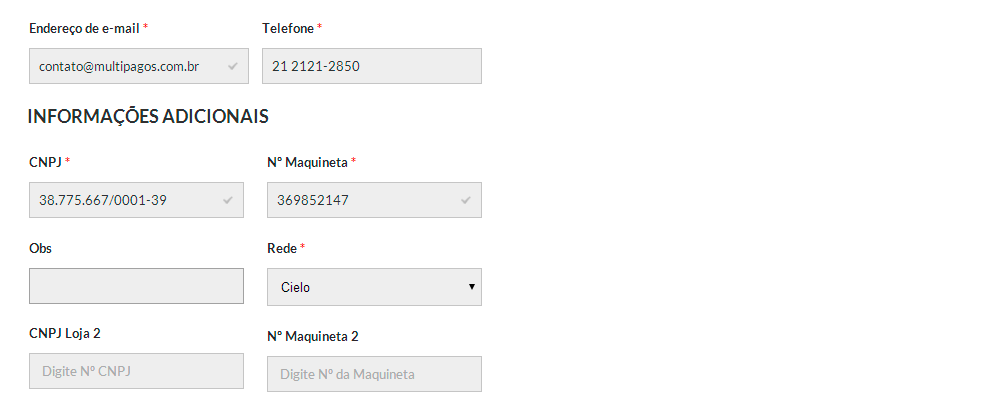 Endereço de e-mail * Telefone *
contato@multipagos.com.br 21 2121-2850
INFORMAÇÕES ADICIONAIS
CNPJ * Nº Maquineta *
38.775.667/0001-39 369852147
Obs Rede *
Cielo
CNPJ Loja 2 Nº Maquineta 2
Digite Nº CNPJ Digite Nº da Maquineta